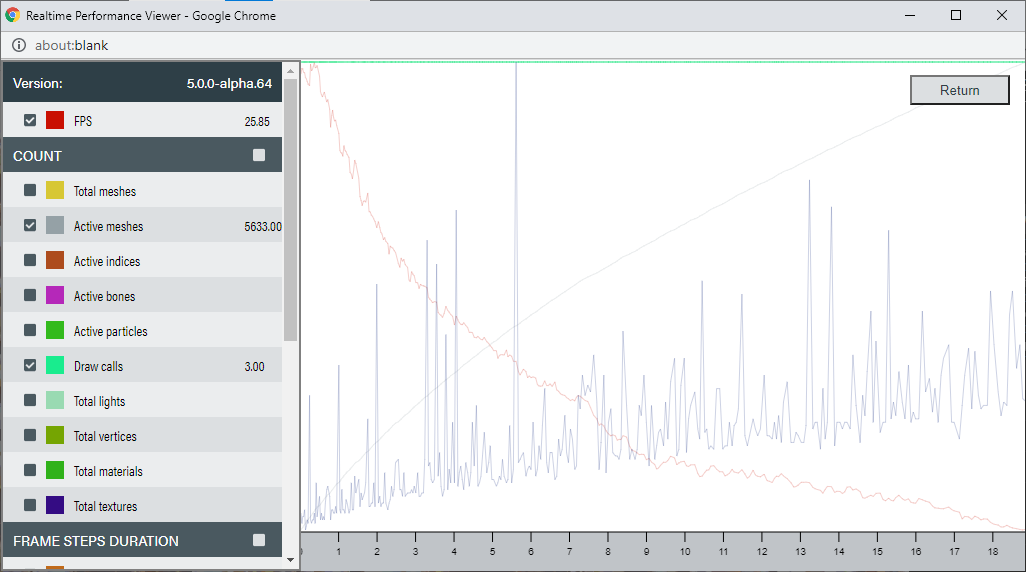 Realtime Performance Viewer - Google Chrome
about:blank
Version: 5.0.0-alpha.64
FPS 25.85
COUNT
Total meshes
Active meshes 5633.00
Active indices
Active bones
Active particles
Draw calls 3.00
Total lights
Total vertices
Total materials
Total textures
FRAME STEPS DURATION
Return
1 2 3 4 5 6 7 8 9 10 11 12 13 14 15 16 17 18